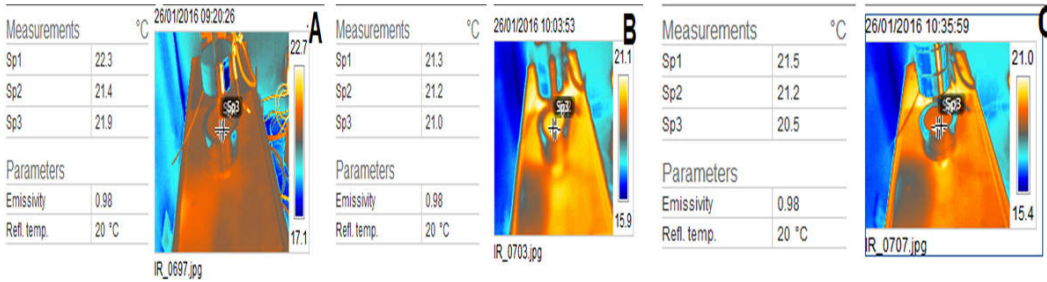 Measurements °C
Sp1 22.3
Sp2 21.4
Sp3 21.9
Parameters
Emissivity 0.98
Refl. temp. 20 °C
26/01/2016 09:20:26
A
22.7
Sp3
17.1
IR_0697.jpg
Measurements °C
Sp1 21.3
Sp2 21.2
Sp3 21.0
Parameters
Emissivity 0.98
Refl. temp. 20 °C
26/01/2016 10:03:53
B
21.1
Sp3
15.9
IR_0703.jpg
Measurements °C
Sp1 21.5
Sp2 21.2
Sp3 20.5
Parameters
Emissivity 0.98
Refl. temp. 20 °C
26/01/2016 10:35:59
C
21.0
Sp3
15.4
IR_0707.jpg